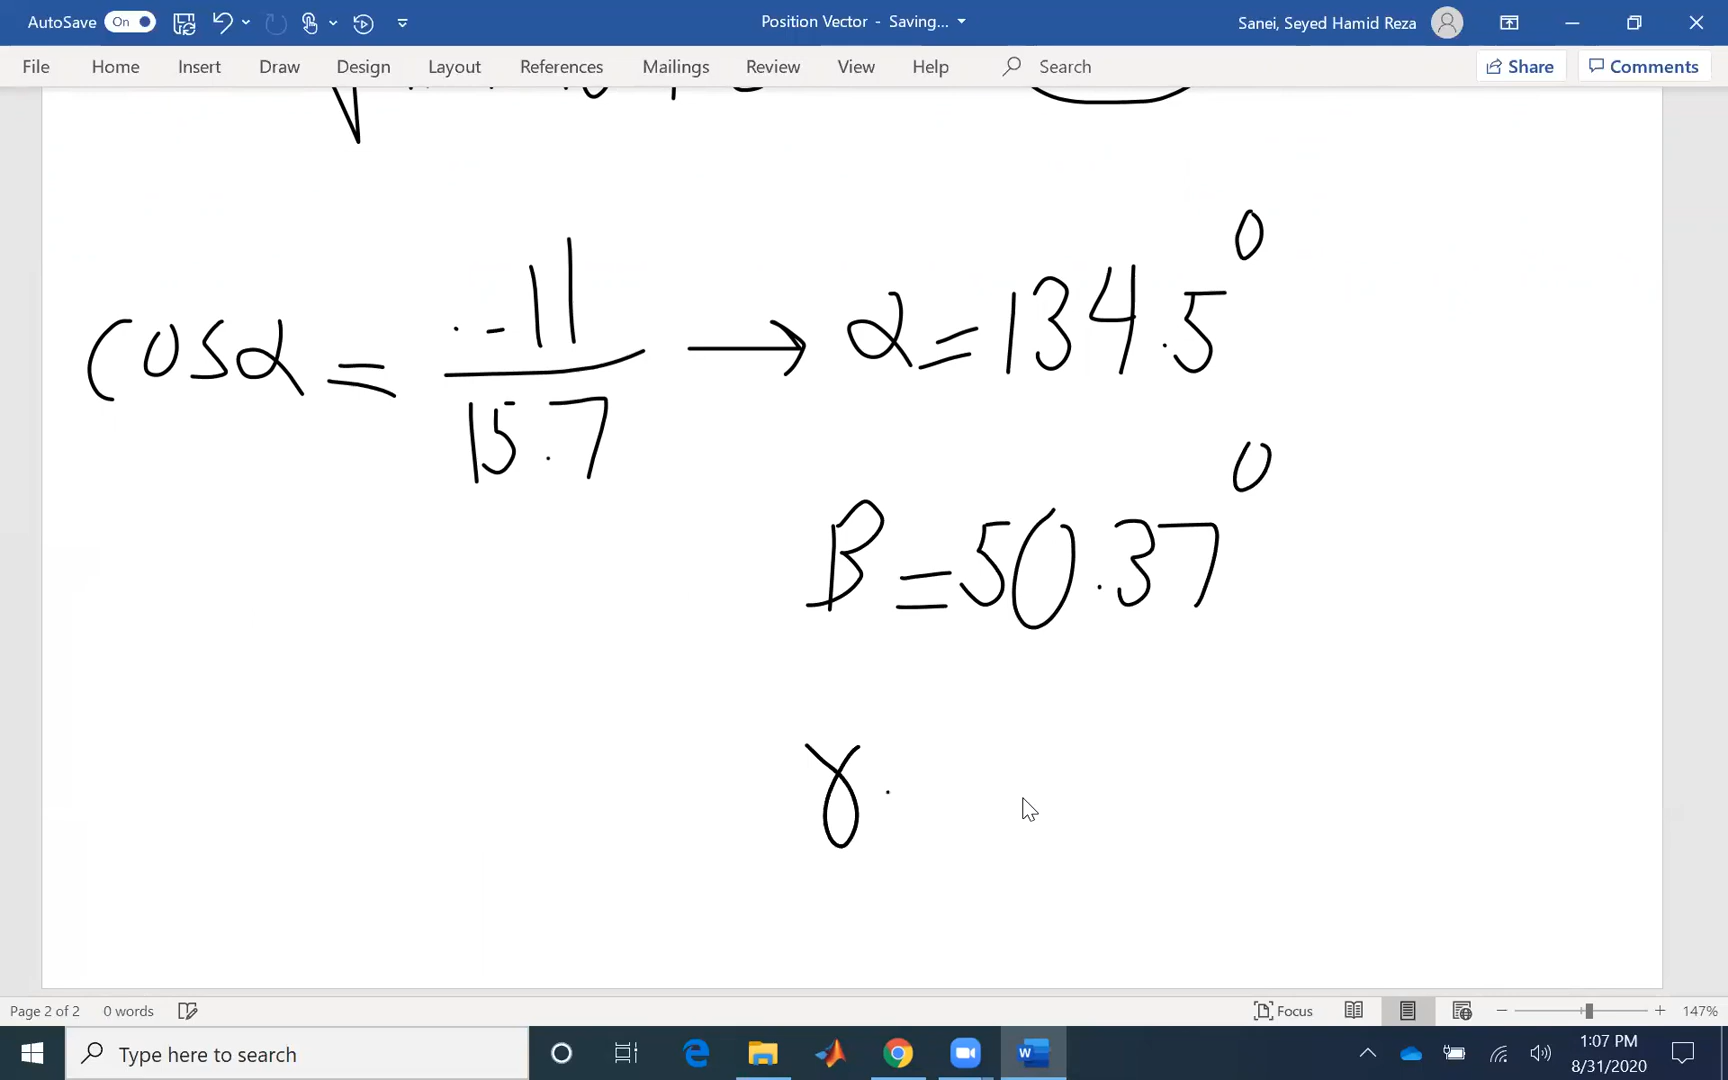 AutoSave On
Position Vector - Saving...
Sanei, Seyed Hamid Reza
File Home Insert Draw Design Layout References Mailings Review View Help Search Share Comments
cosα = -11 / 15.7 → α = 134.5°
B = 50.37°
γ
Page 2 of 2 0 words Focus 147%
Type here to search
1:07 PM
8/31/2020